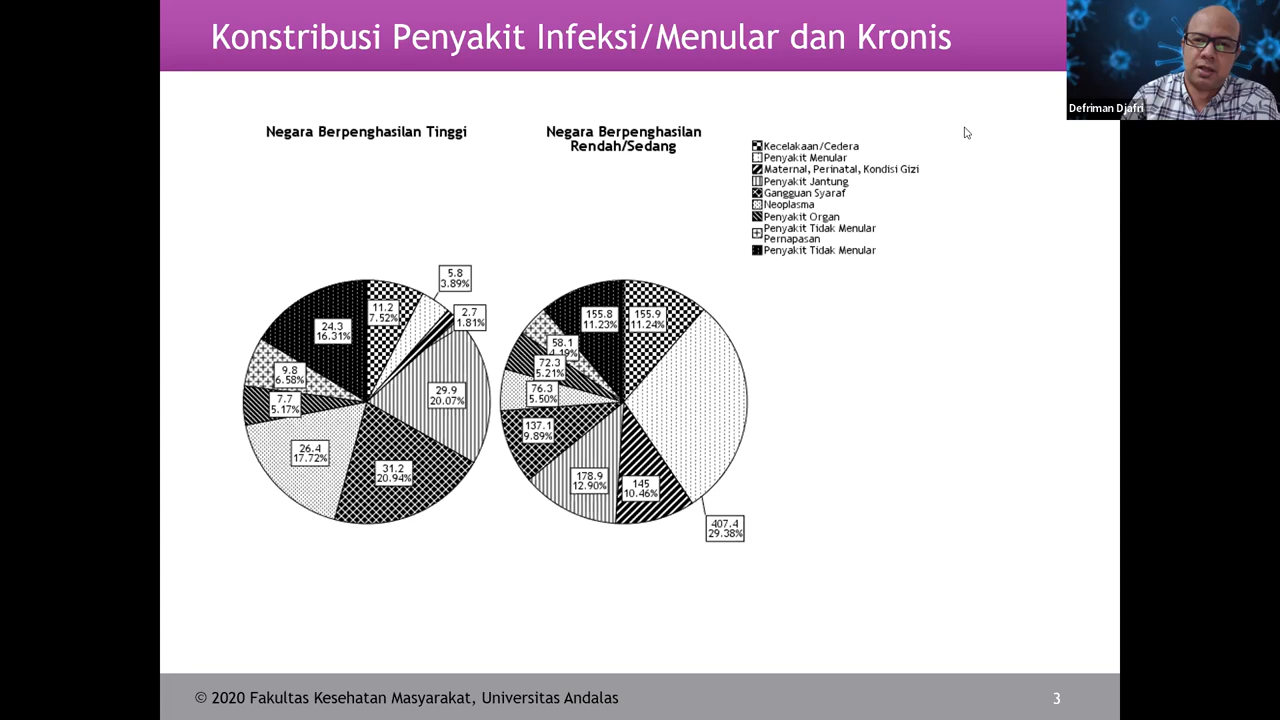 Konstribusi Penyakit Infeksi/Menular dan Kronis
Defriman Djafri
Negara Berpenghasilan Tinggi
Negara Berpenghasilan
Rendah/Sedang
Kecelakaan/Cedera
Penyakit Menular
Maternal, Perinatal, Kondisi Gizi
Penyakit Jantung
Gangguan Syaraf
Neoplasma
Penyakit Organ
Penyakit Tidak Menular
Pernapasan
Penyakit Tidak Menular
5.8
3.89%
11.2
7.52%
2.7
1.81%
24.3
16.31%
9.8
6.58%
29.9
20.07%
7.7
5.17%
26.4
17.72%
31.2
20.94%
155.8
11.23%
155.9
11.24%
58.1
4.19%
72.3
5.21%
76.3
5.50%
137.1
9.89%
178.9
12.90%
145
10.46%
407.4
29.38%
© 2020 Fakultas Kesehatan Masyarakat, Universitas Andalas
3